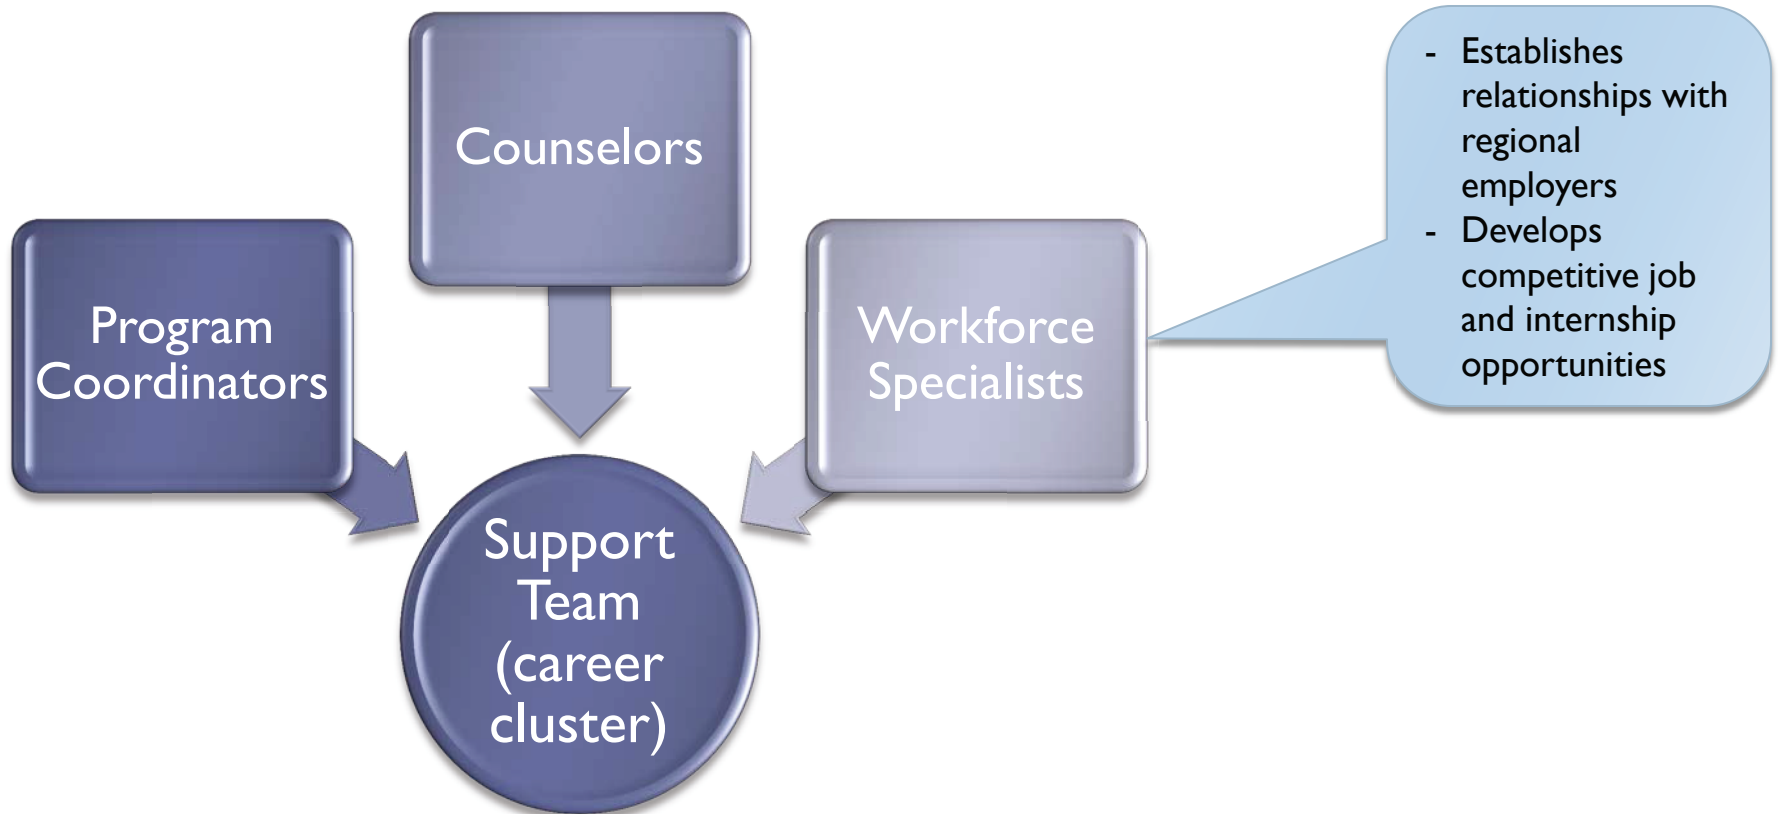 Counselors
Program
Coordinators
Workforce
Specialists
- Establishes
relationships with
regional
employers
- Develops
competitive job
and internship
opportunities
Support
Team
(career
cluster)